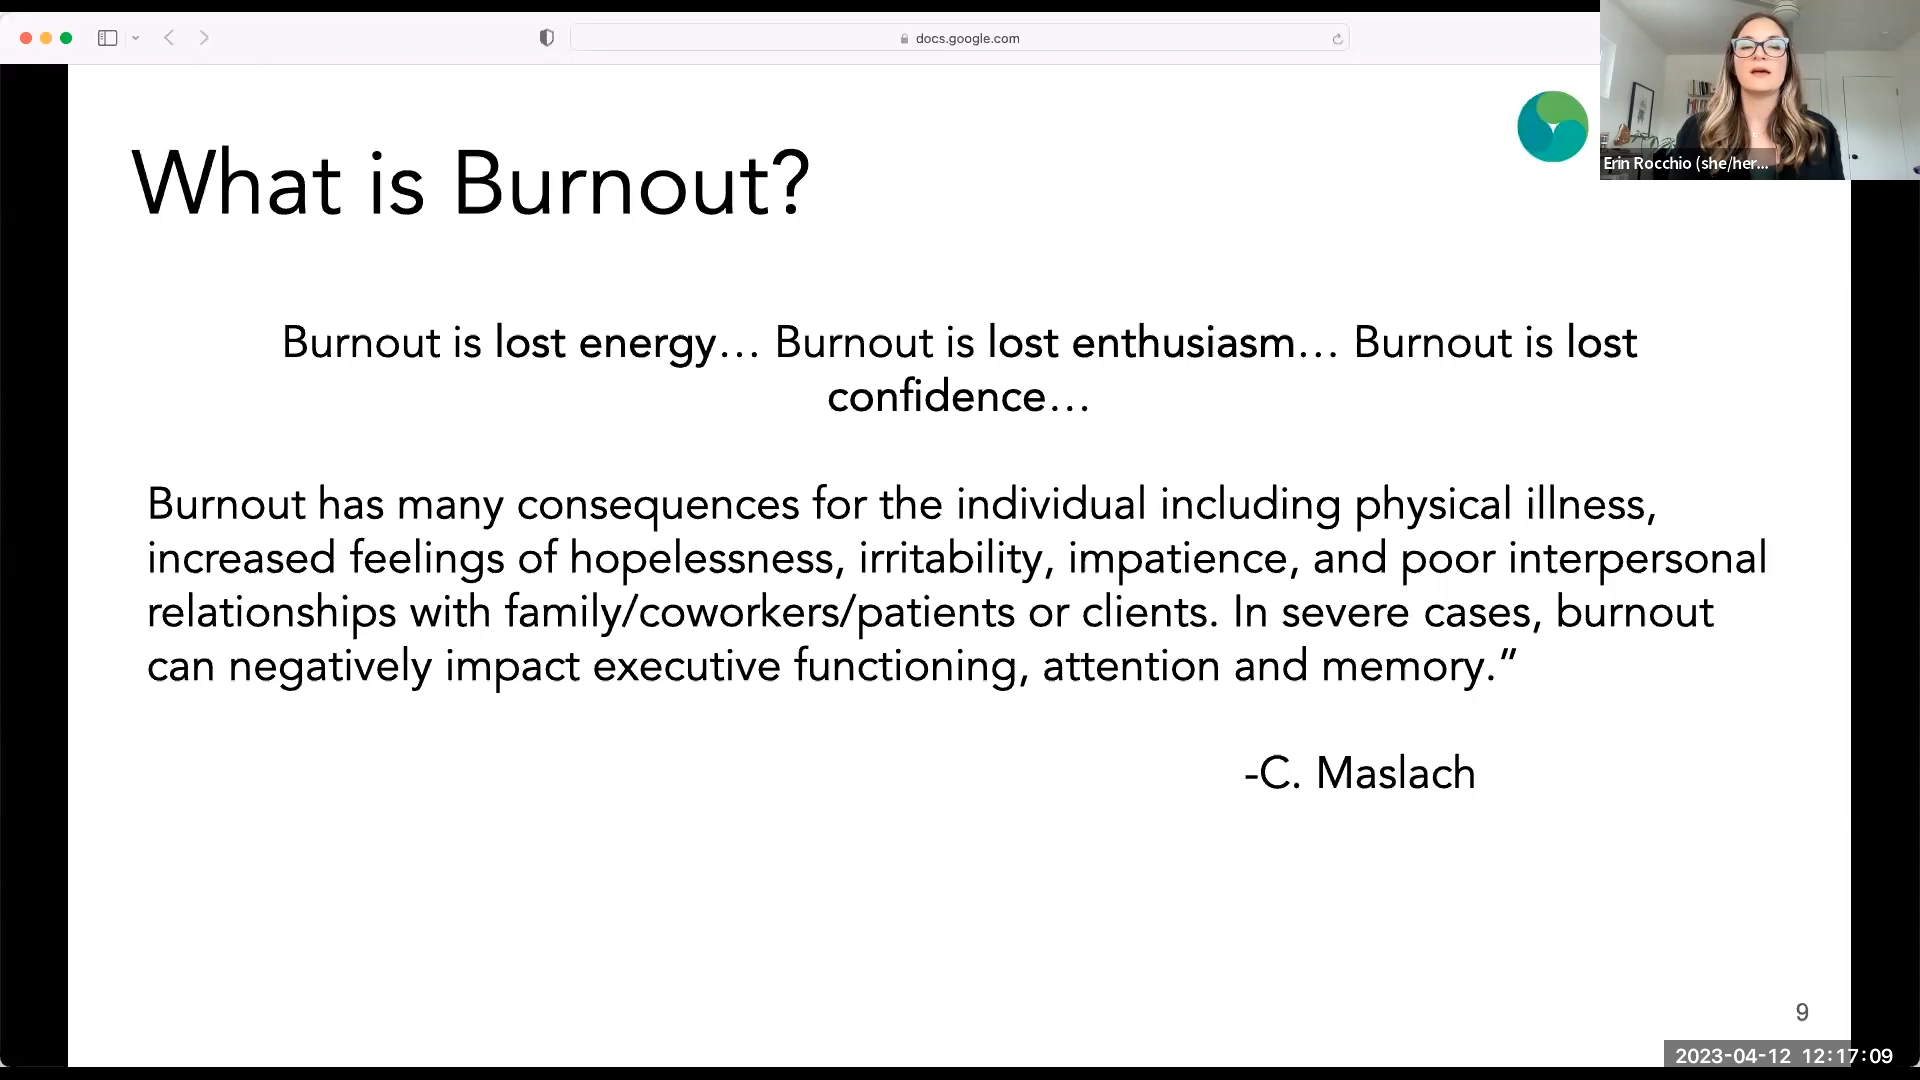 docs.google.com
Erin Rocchio (she/her...
What is Burnout?
Burnout is lost energy… Burnout is lost enthusiasm… Burnout is lost
confidence…
Burnout has many consequences for the individual including physical illness,
increased feelings of hopelessness, irritability, impatience, and poor interpersonal
relationships with family/coworkers/patients or clients. In severe cases, burnout
can negatively impact executive functioning, attention and memory.”
-C. Maslach
9
2023-04-12 12:17:09